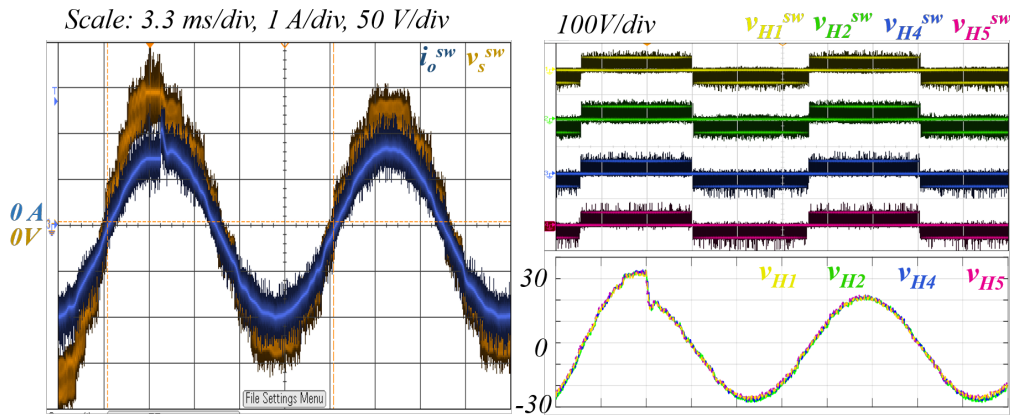 Scale: 3.3 ms/div, 1 A/div, 50 V/div
i_o^sw v_s^sw
0 A
0V
File Settings Menu
100V/div
v_H1^sw v_H2^sw v_H4^sw v_H5^sw
v_H1 v_H2 v_H4 v_H5
30
0
-30